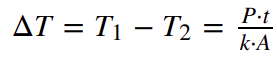 ΔT = T₁ − T₂ = P·t / k·A